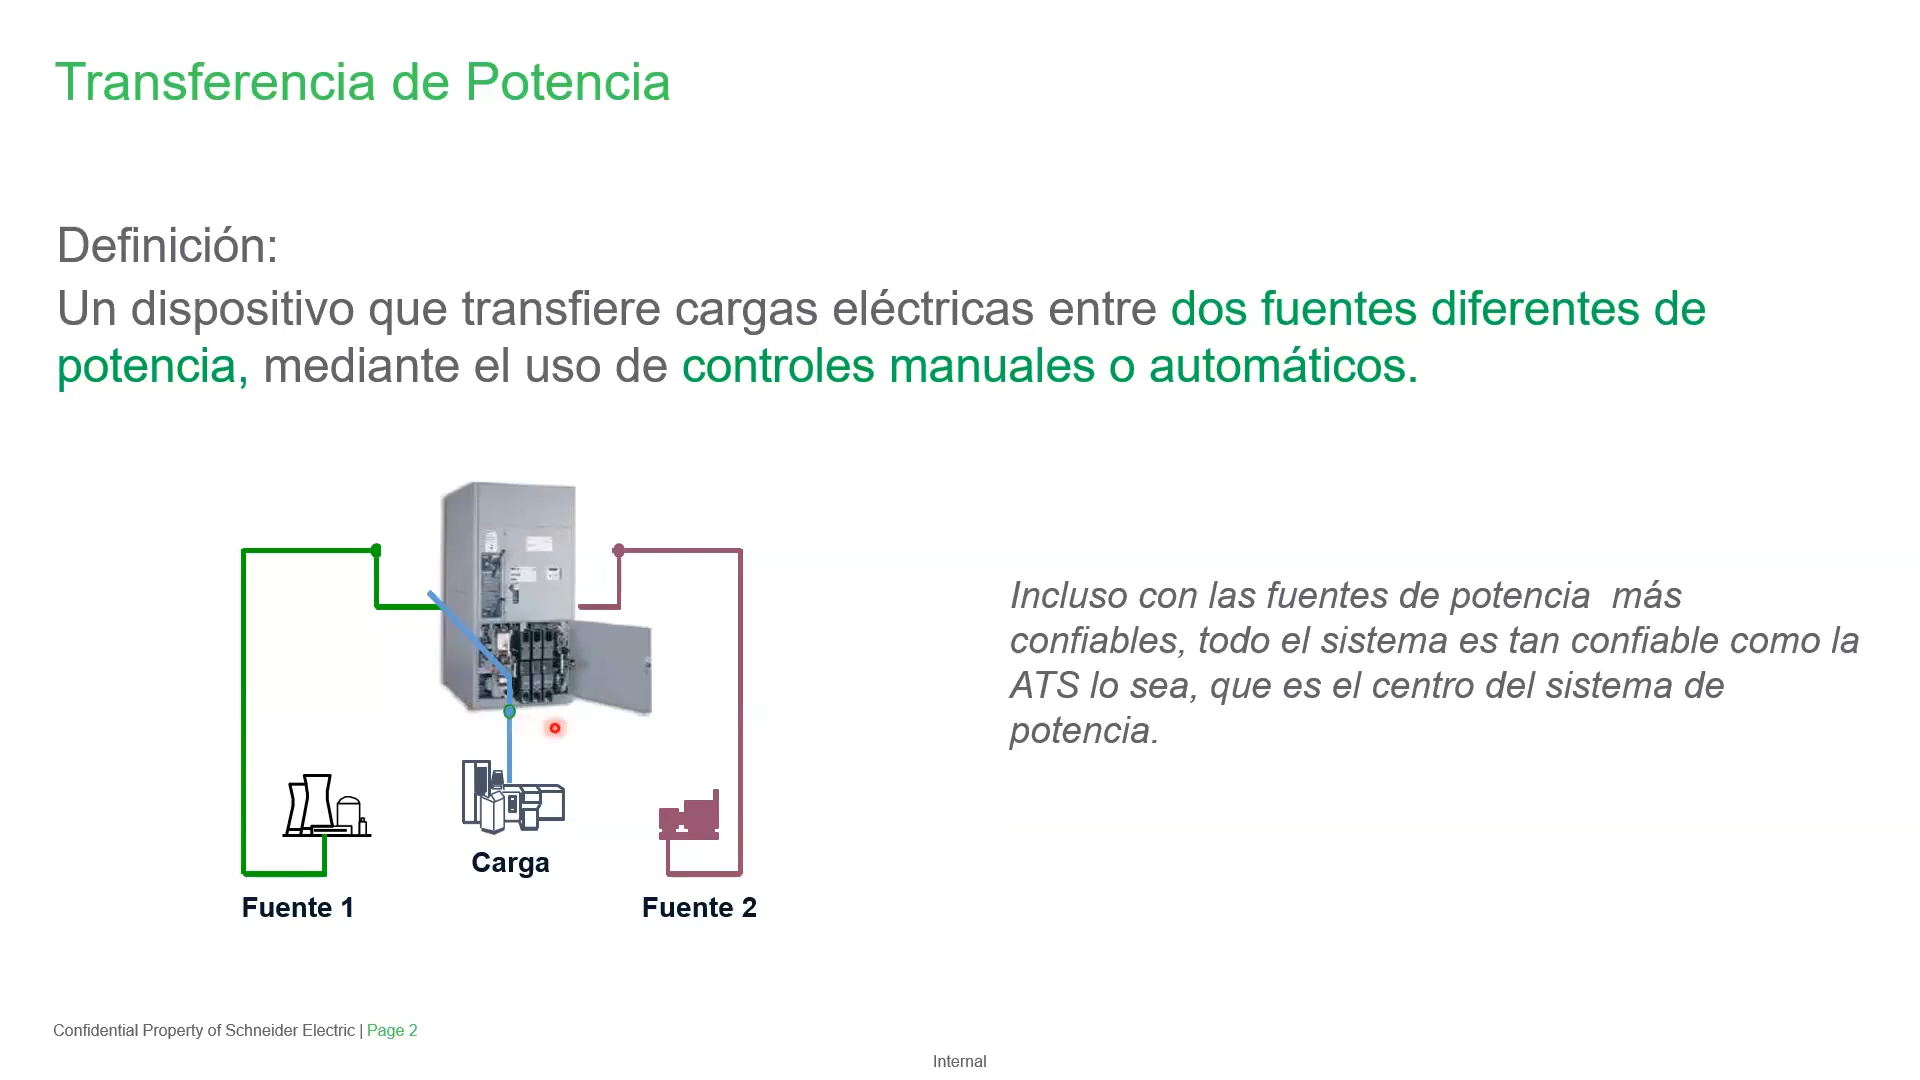 Transferencia de Potencia
Definición:
Un dispositivo que transfiere cargas eléctricas entre dos fuentes diferentes de
potencia, mediante el uso de controles manuales o automáticos.
Incluso con las fuentes de potencia más
confiables, todo el sistema es tan confiable como la
ATS lo sea, que es el centro del sistema de
potencia.
Carga
Fuente 1
Fuente 2
Confidential Property of Schneider Electric | Page 2
Internal